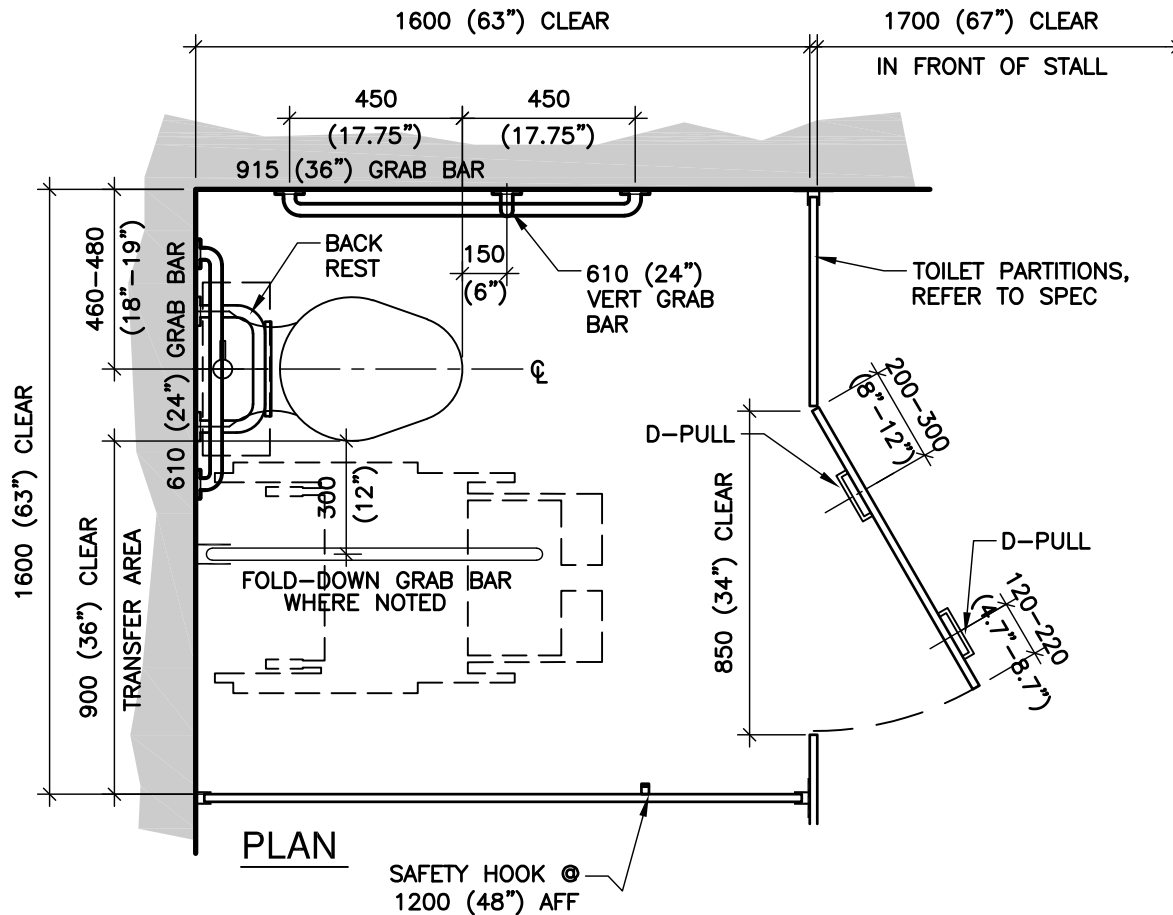 1600 (63”) CLEAR
1700 (67”) CLEAR
IN FRONT OF STALL
450
(17.75”)
450
(17.75”)
915 (36”) GRAB BAR
460-480
(18”-19”)
610 (24”) GRAB BAR
BACK
REST
150
(6”)
610 (24”)
VERT GRAB
BAR
TOILET PARTITIONS,
REFER TO SPEC
CL
200-300
(8”-12”)
D-PULL
1600 (63”) CLEAR
900 (36”) CLEAR
TRANSFER AREA
300
(12”)
850 (34”) CLEAR
D-PULL
120-220
(4.7”-8.7”)
FOLD-DOWN GRAB BAR
WHERE NOTED
PLAN
SAFETY HOOK @
1200 (48”) AFF